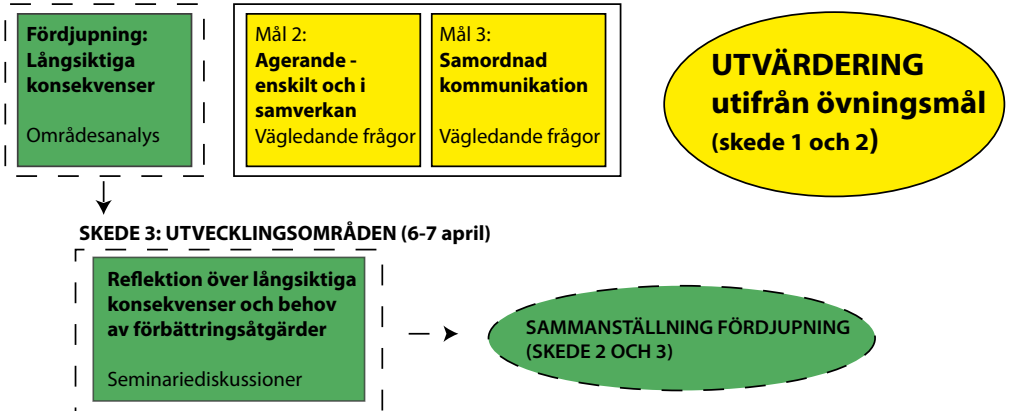 Fördjupning:
Långsiktiga
konsekvenser
Områdesanalys
Mål 2:
Agerande -
enskilt och i
samverkan
Vägledande frågor
Mål 3:
Samordnad
kommunikation
Vägledande frågor
UTVÄRDERING
utifrån övningsmål
(skede 1 och 2)
SKEDE 3: UTVECKLINGSOMRÅDEN (6-7 april)
Reflektion över långsiktiga
konsekvenser och behov
av förbättringsåtgärder
Seminariediskussioner
SAMMANSTÄLLNING FÖRDJUPNING
(SKEDE 2 OCH 3)